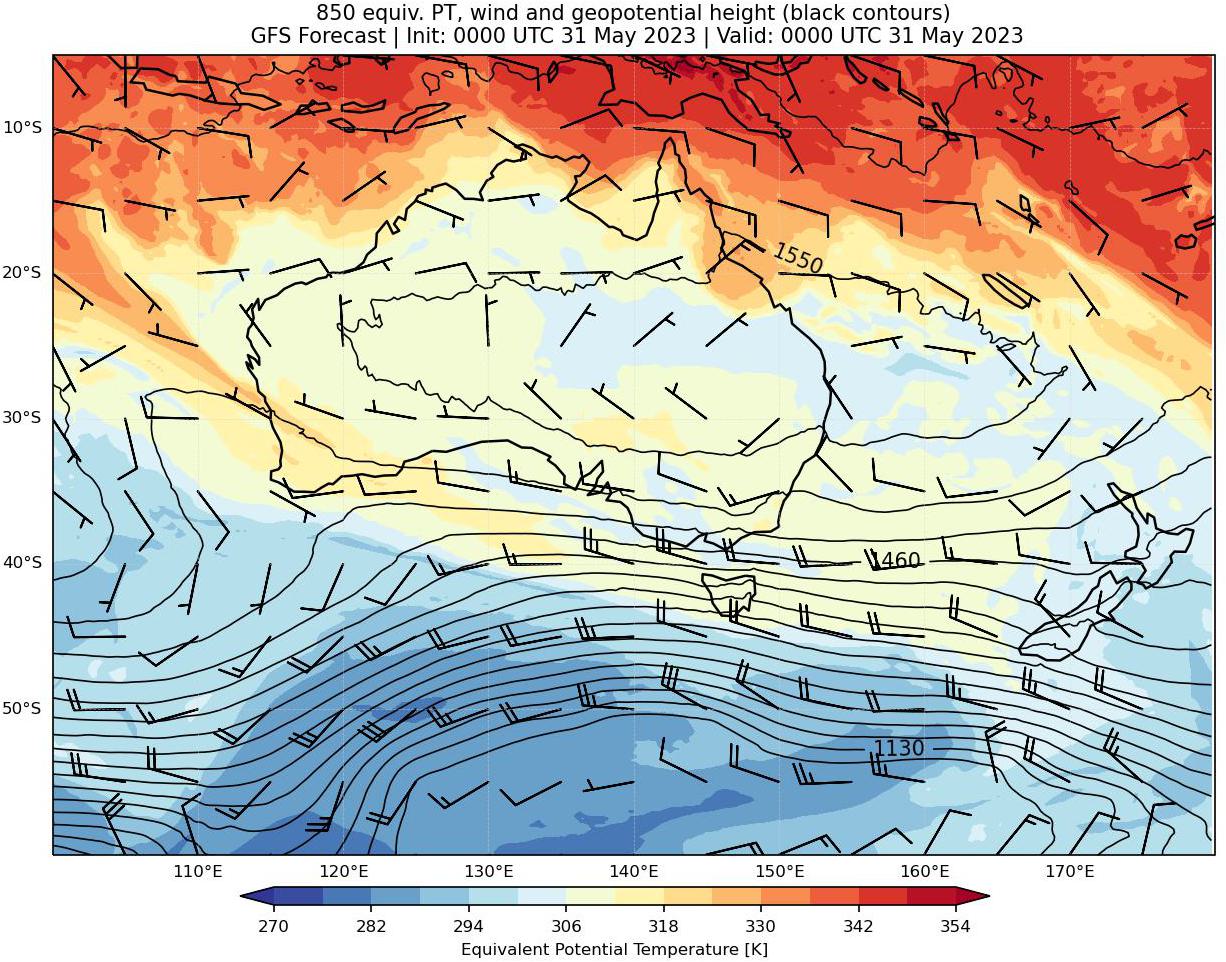 850 equiv. PT, wind and geopotential height (black contours)
GFS Forecast | Init: 0000 UTC 31 May 2023 | Valid: 0000 UTC 31 May 2023
10°S
1550
20°S
30°S
40°S
1460
50°S
1130
110°E 120°E 130°E 140°E 150°E 160°E 170°E
270 282 294 306 318 330 342 354
Equivalent Potential Temperature [K]